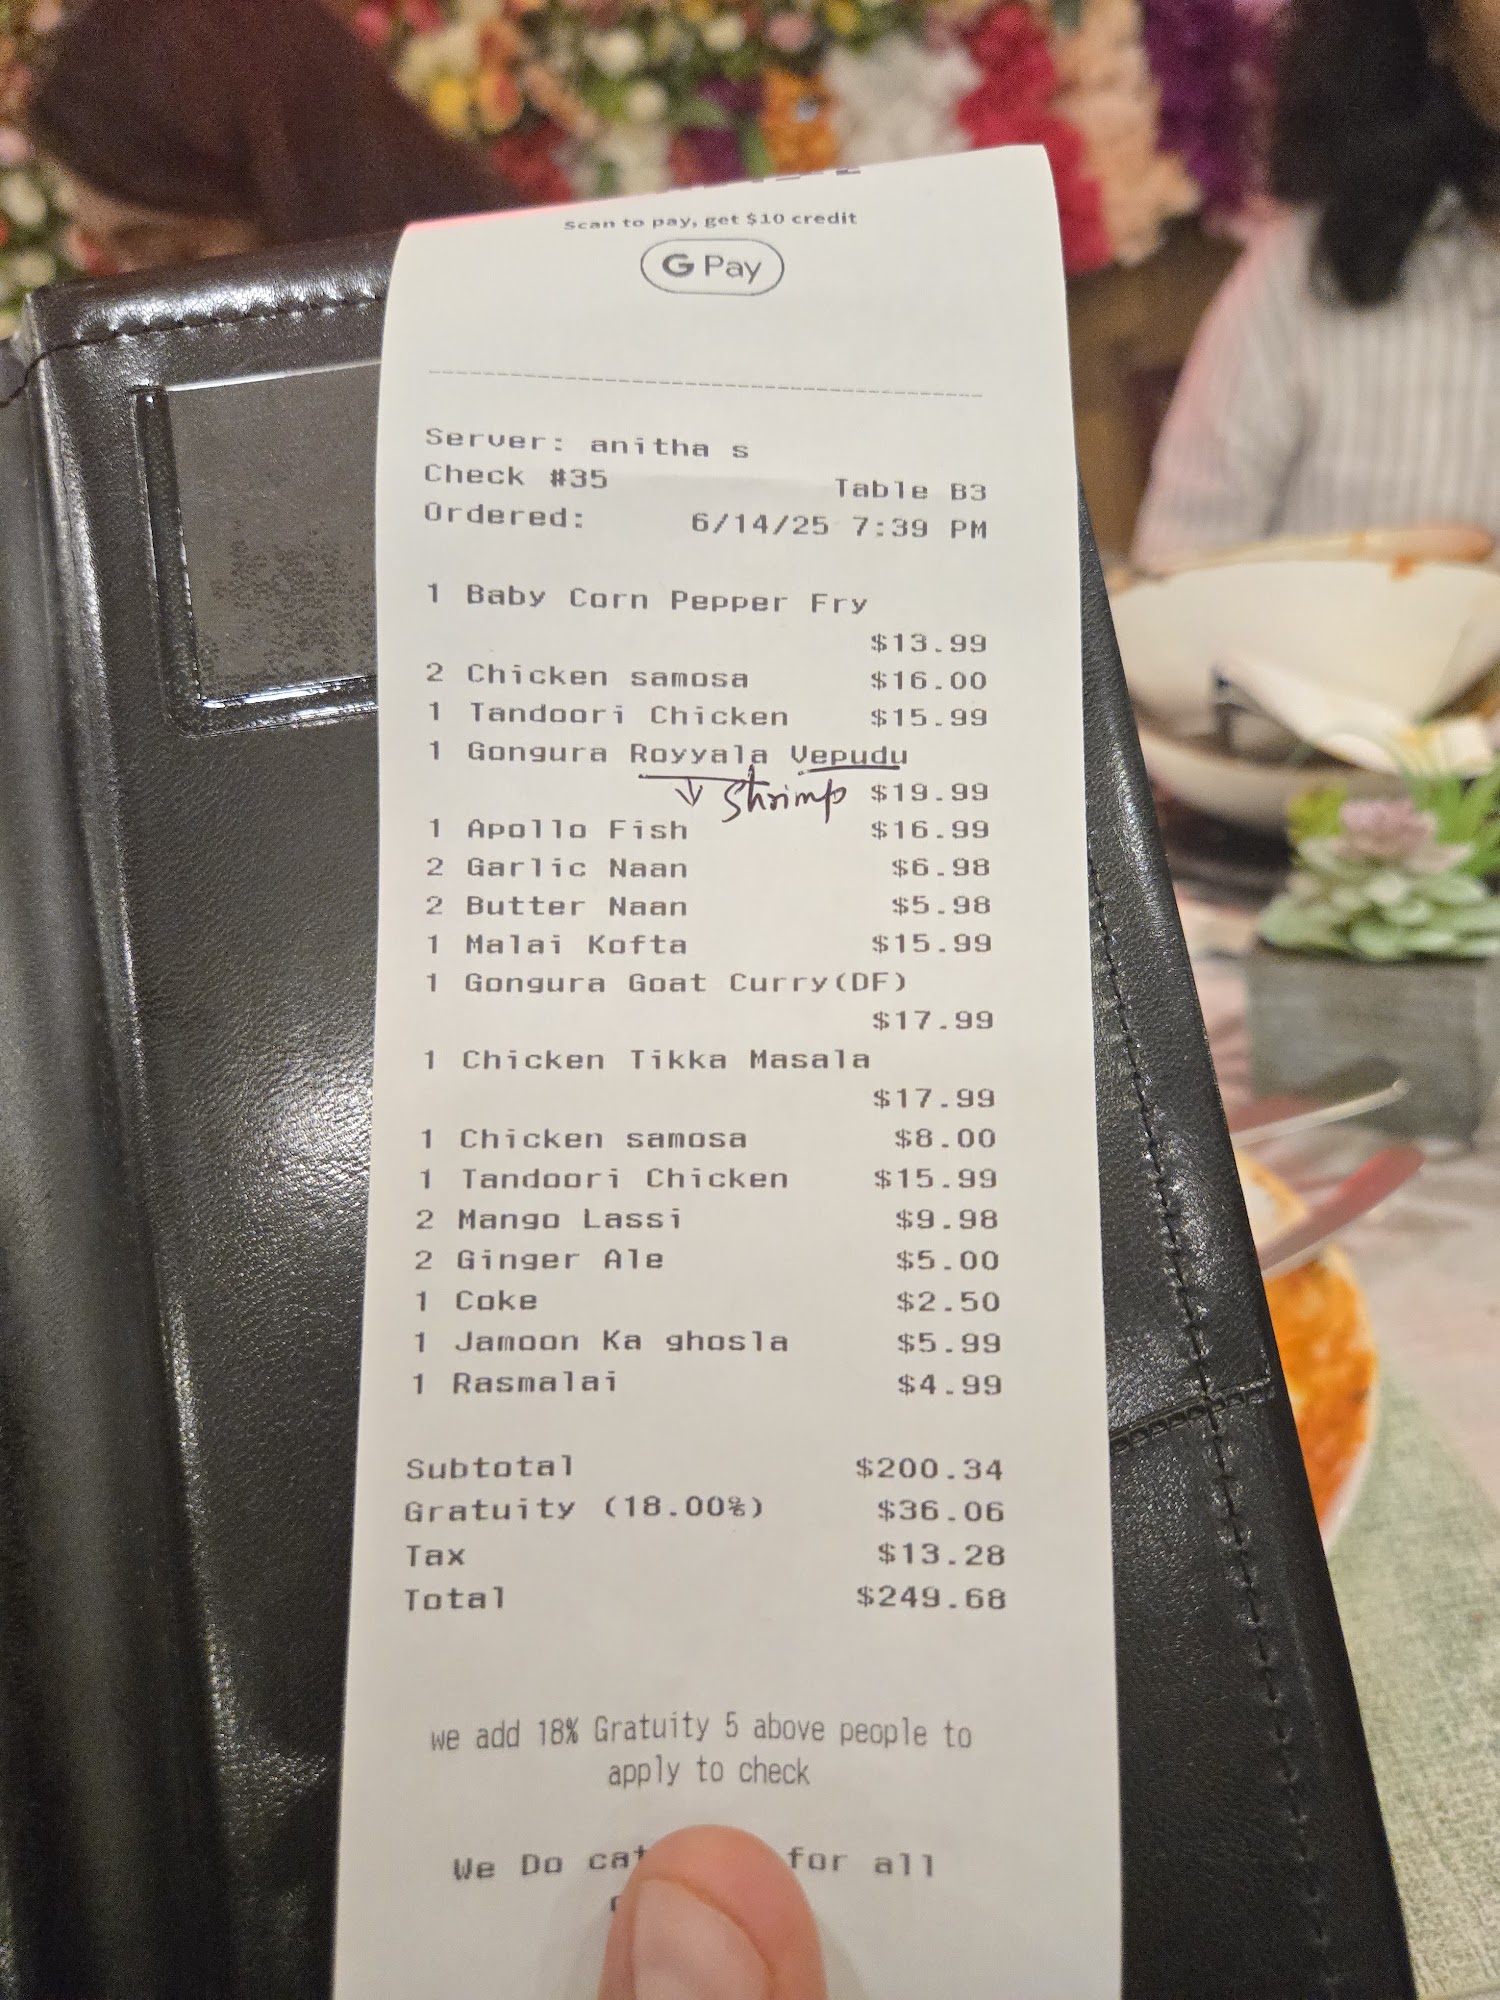 Scan to pay, get $10 credit
G Pay
Server: anitha s
Check #35 Table B3
Ordered: 6/14/25 7:39 PM
1 Baby Corn Pepper Fry
$13.99
2 Chicken samosa $16.00
1 Tandoori Chicken $15.99
1 Gongura Royyala Vepudu
↓ Shrimp $19.99
1 Apollo Fish $16.99
2 Garlic Naan $6.98
2 Butter Naan $5.98
1 Malai Kofta $15.99
1 Gongura Goat Curry(DF)
$17.99
1 Chicken Tikka Masala
$17.99
1 Chicken samosa $8.00
1 Tandoori Chicken $15.99
2 Mango Lassi $9.98
2 Ginger Ale $5.00
1 Coke $2.50
1 Jamoon Ka ghosla $5.99
1 Rasmalai $4.99
Subtotal $200.34
Gratuity (18.00%) $36.06
Tax $13.28
Total $249.68
we add 18% Gratuity 5 above people to
apply to check
We Do for all